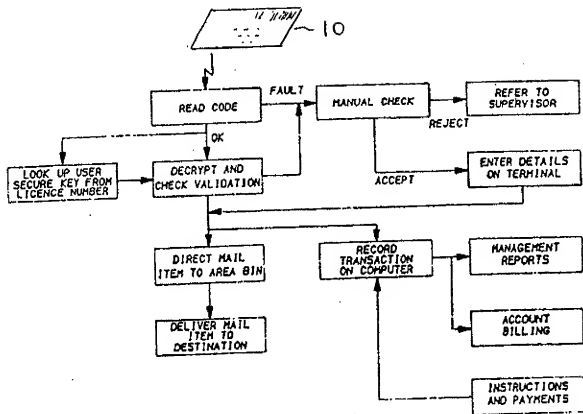 10
FAULT
READ CODE
MANUAL CHECK
REFER TO
SUPERVISOR
REJECT
OK
LOOK UP USER
SECURE KEY FROM
LICENCE NUMBER
DECRYPT AND
CHECK VALIDATION
ACCEPT
ENTER DETAILS
ON TERMINAL
DIRECT MAIL
ITEM TO AREA BIN
RECORD
TRANSACTION
ON COMPUTER
MANAGEMENT
REPORTS
DELIVER MAIL
ITEM TO
DESTINATION
ACCOUNT
BILLING
INSTRUCTIONS
AND PAYMENTS